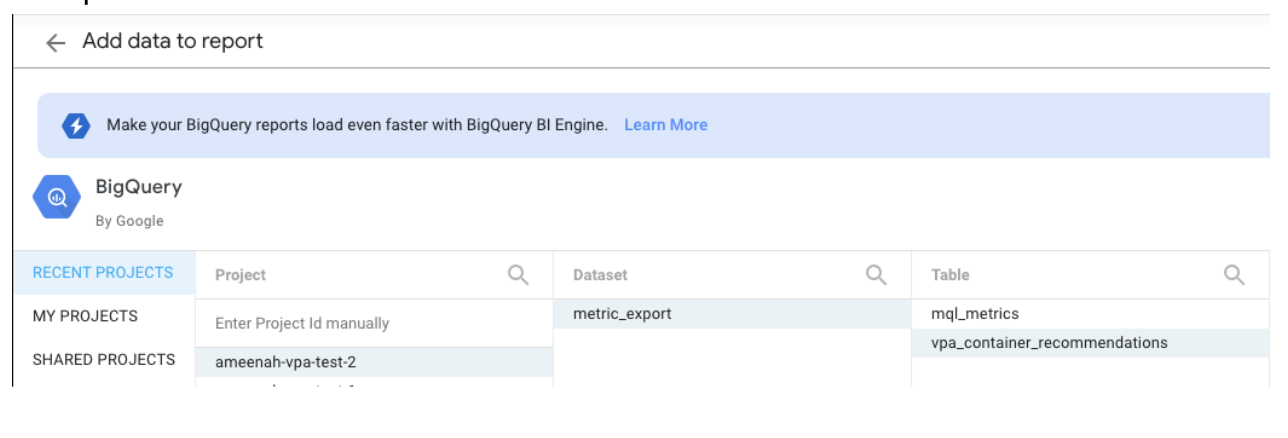 Add data to report
Make your BigQuery reports load even faster with BigQuery BI Engine. Learn More
BigQuery
By Google
RECENT PROJECTS Project Dataset Table
MY PROJECTS Enter Project Id manually metric_export mql_metrics
vpa_container_recommendations
SHARED PROJECTS ameenah-vpa-test-2